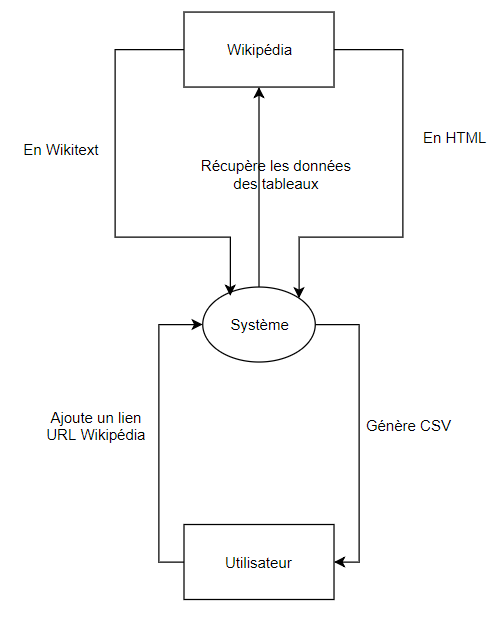 Wikipédia
En Wikitext
En HTML
Récupère les données
des tableaux
Système
Ajoute un lien
URL Wikipédia
Génère CSV
Utilisateur